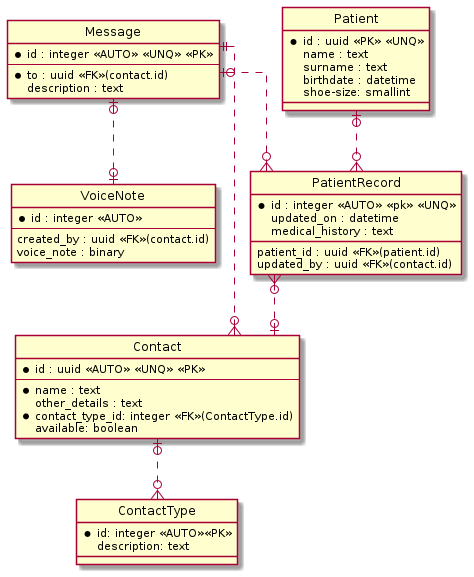 Message
id : integer «AUTO» «UNQ» «PK»
to : uuid «FK»(contact.id)
description : text
Patient
id : uuid «PK» «UNQ»
name : text
surname : text
birthdate : datetime
shoe-size: smallint
VoiceNote
id : integer «AUTO»
created_by : uuid «FK»(contact.id)
voice_note : binary
PatientRecord
id : integer «AUTO» «pk» «UNQ»
updated_on : datetime
medical_history : text
patient_id : uuid «FK»(patient.id)
updated_by : uuid «FK»(contact.id)
Contact
id : uuid «AUTO» «UNQ» «PK»
name : text
other_details : text
contact_type_id: integer «FK»(ContactType.id)
available: boolean
ContactType
id: integer «AUTO»«PK»
description: text